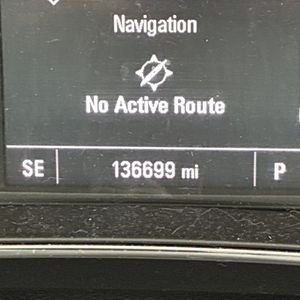 Navigation
No Active Route
SE 136699 mi P